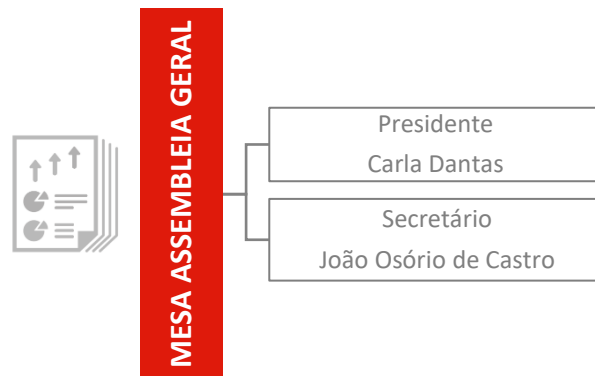 MESA ASSEMBLEIA GERAL
Presidente
Carla Dantas
Secretário
João Osório de Castro